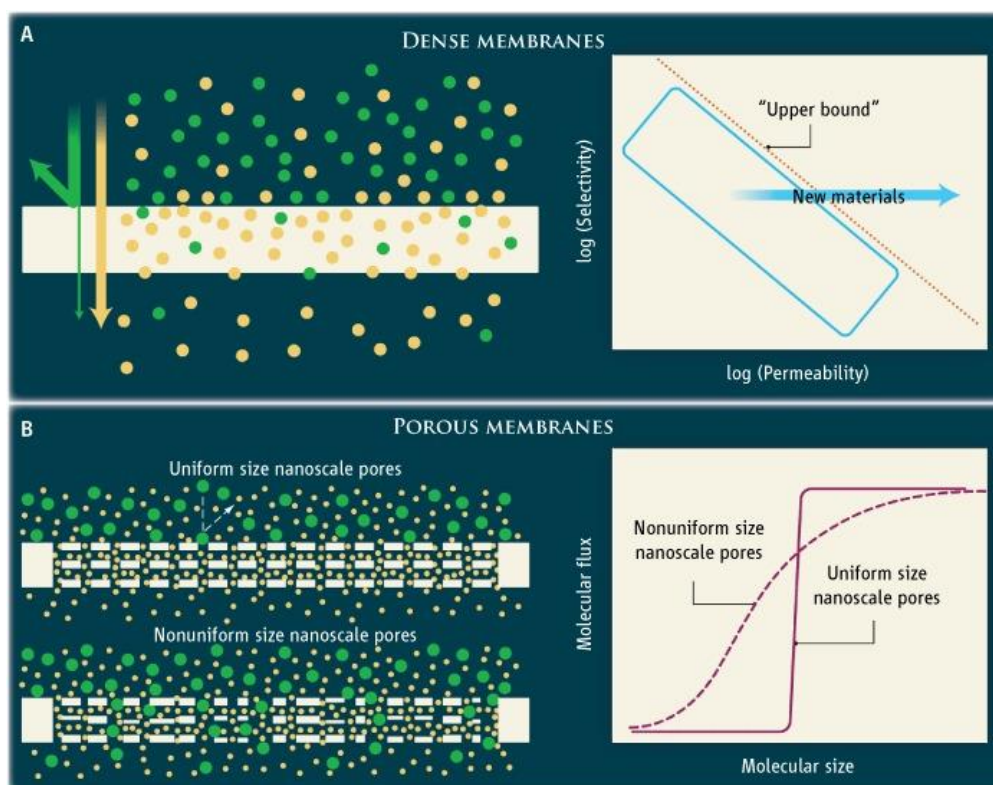 A
DENSE MEMBRANES
"Upper bound"
New materials
log (Selectivity)
log (Permeability)
B
POROUS MEMBRANES
Uniform size nanoscale pores
Nonuniform size nanoscale pores
Nonuniform size
nanoscale pores
Uniform size
nanoscale pores
Molecular flux
Molecular size